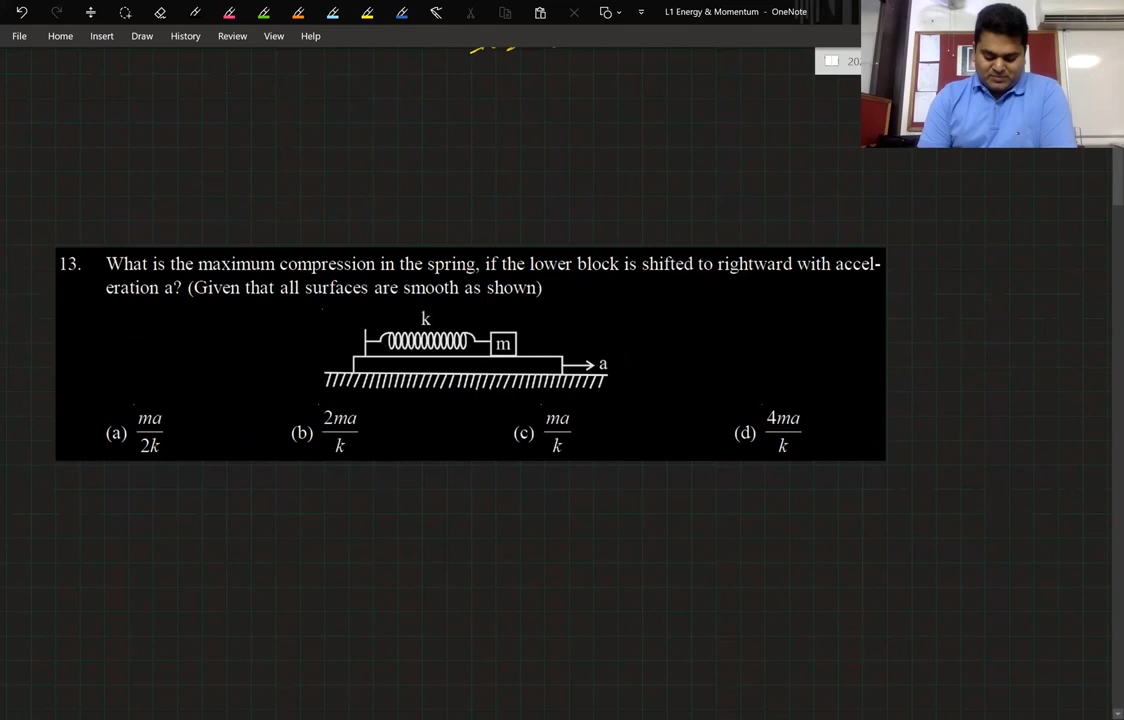 L1 Energy & Momentum - OneNote
File Home Insert Draw History Review View Help
13. What is the maximum compression in the spring, if the lower block is shifted to rightward with accel-
eration a? (Given that all surfaces are smooth as shown)
k
m
a
(a) ma/2k (b) 2ma/k (c) ma/k (d) 4ma/k